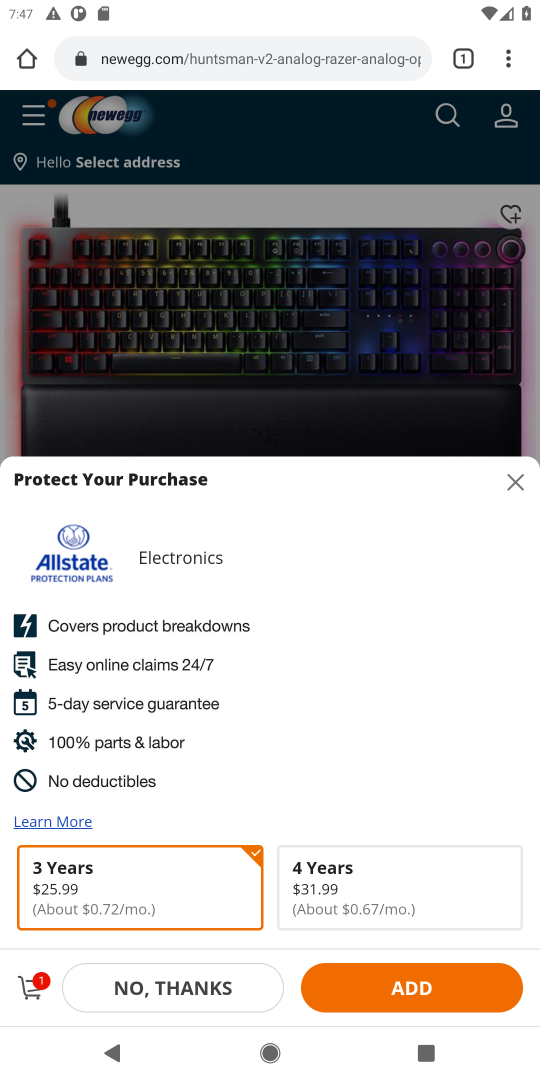 7:47
newegg.com/huntsman-v2-analog-razer-analog-op
1
newegg
Hello Select address
Protect Your Purchase
Allstate
PROTECTION PLANS
Electronics
Covers product breakdowns
Easy online claims 24/7
5 5-day service guarantee
100% parts & labor
No deductibles
Learn More
3 Years
$25.99
(About $0.72/mo.)
4 Years
$31.99
(About $0.67/mo.)
1
NO, THANKS
ADD